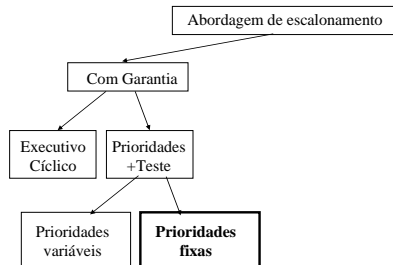 Abordagem de escalonamento
Com Garantia
Executivo
Cíclico
Prioridades
+Teste
Prioridades
variáveis
Prioridades
fixas